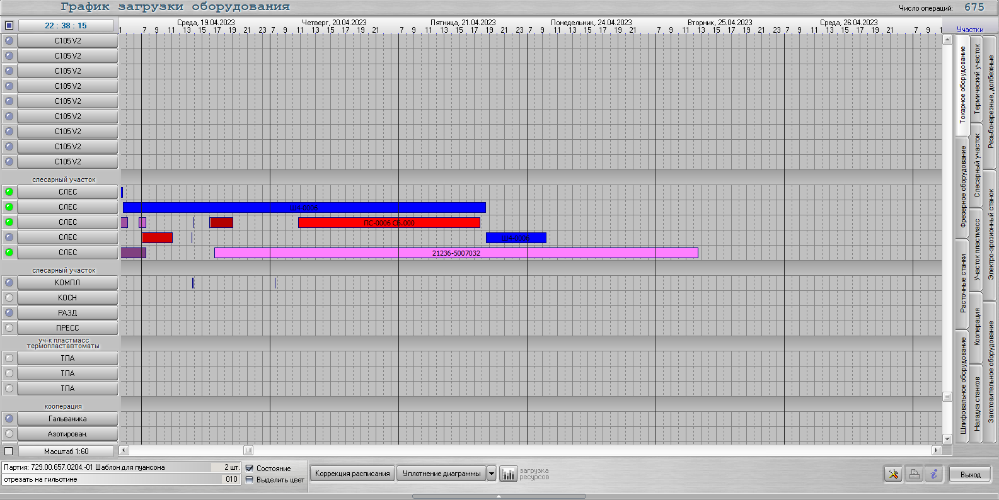 График загрузки оборудования
Число операций: 675
22 : 38 : 15
Среда, 19.04.2023 Четверг, 20.04.2023 Пятница, 21.04.2023 Понедельник, 24.04.2023 Вторник, 25.04.2023 Среда, 26.04.2023
1 7 9 11 13 15 17 19 21 23 7 9 11 13 15 17 19 21 7 9 11 13 15 17 19 21 23 7 9 11 13 15 17 19 21 7 9 11 13 15 17 19 21 23 7 9 11 13 15 17 19 21 7 9 1
Участки
C105 V2
C105 V2
C105 V2
C105 V2
C105 V2
C105 V2
C105 V2
C105 V2
C105 V2
слесарный участок
СЛЕС
СЛЕС
Ш4-0006
СЛЕС
ПС-0006 СБ.000
СЛЕС
Ш4-0006
СЛЕС
21236-5007032
слесарный участок
КОМПЛ
КОСН
РАЗД
ПРЕСС
уч-к пластмасс
термопластавтоматы
ТПА
ТПА
ТПА
кооперация
Гальваника
Азотирован.
Масштаб 1:60
Токарное оборудование
Фрезерное оборудование
Расточные станки
Шлифовальное оборудование
Термический участок
Слесарный участок
Участок пластмасс
Кооперация
Наладка станков
Резьбонарезные, долбежные
Электро-эрозионный станок
Заготовительное оборудование
Партия: 729.00.657.0204.-01 Шаблон для пуансона 2 шт.
отрезать на гильотине 010
Состояние
Выделить цвет
Коррекция расписания
Уплотнение диаграммы
загрузка
ресурсов
Выход